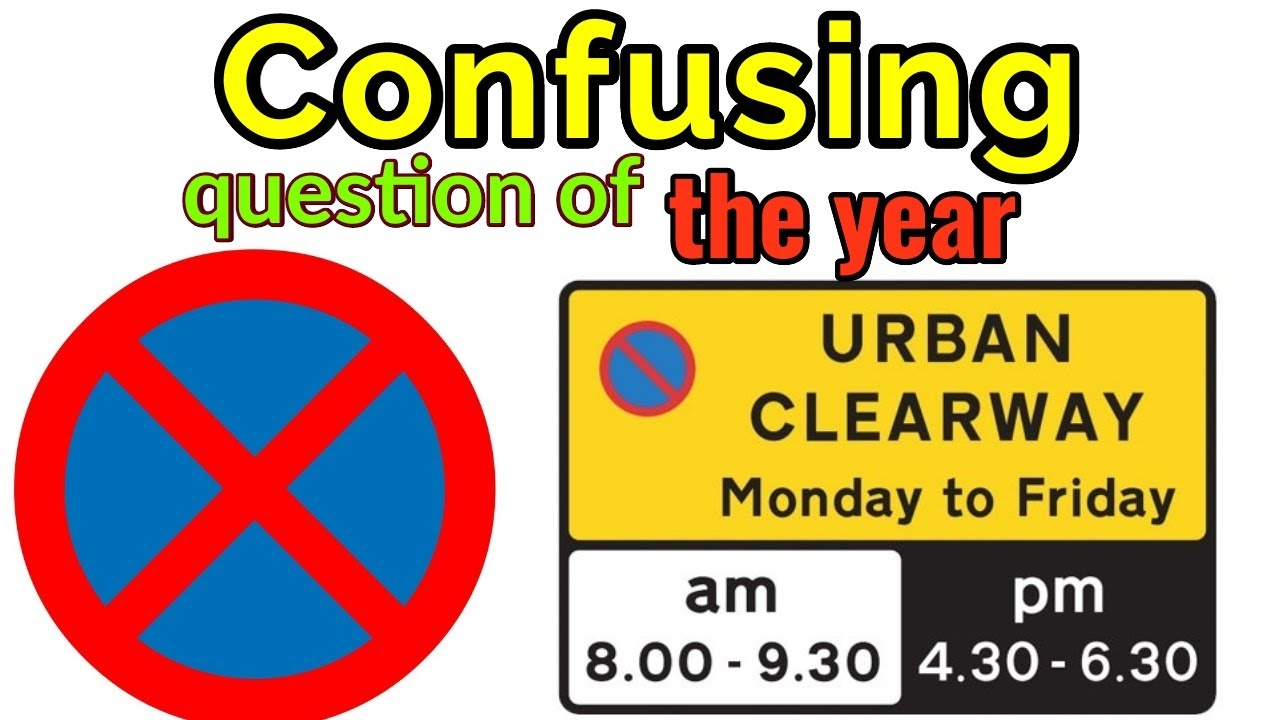 Confusing
question of the year
URBAN
CLEARWAY
Monday to Friday
am
8.00 - 9.30
pm
4.30 - 6.30